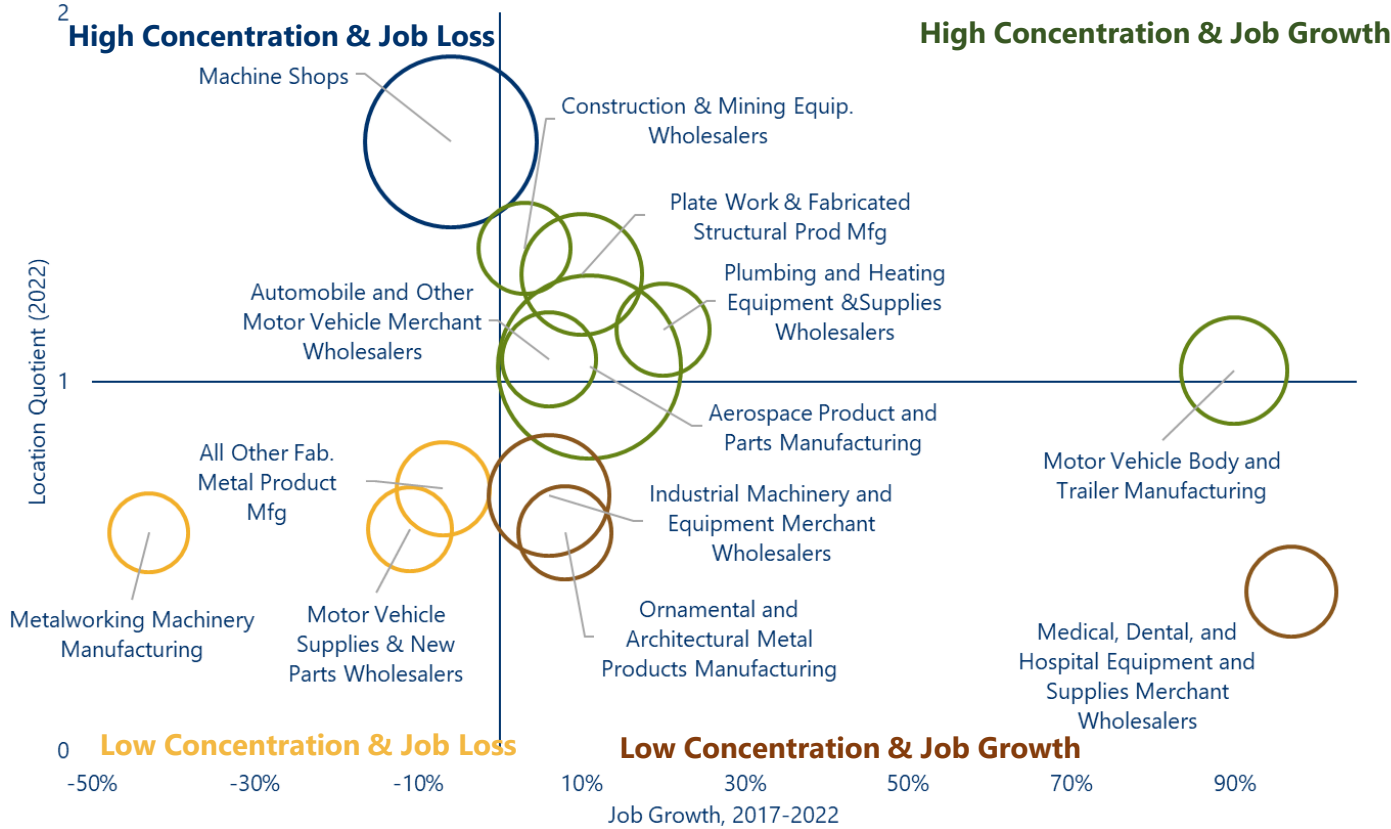 2
High Concentration & Job Loss
High Concentration & Job Growth
Machine Shops
Construction & Mining Equip.
Wholesalers
Plate Work & Fabricated
Structural Prod Mfg
Plumbing and Heating
Equipment &Supplies
Wholesalers
Automobile and Other
Motor Vehicle Merchant
Wholesalers
Location Quotient (2022)
1
Aerospace Product and
Parts Manufacturing
All Other Fab.
Metal Product
Mfg
Motor Vehicle Body and
Trailer Manufacturing
Industrial Machinery and
Equipment Merchant
Wholesalers
Metalworking Machinery
Manufacturing
Motor Vehicle
Supplies & New
Parts Wholesalers
Ornamental and
Architectural Metal
Products Manufacturing
Medical, Dental, and
Hospital Equipment and
Supplies Merchant
Wholesalers
0
Low Concentration & Job Loss
Low Concentration & Job Growth
-50%
-30%
-10%
10%
30%
50%
70%
90%
Job Growth, 2017-2022